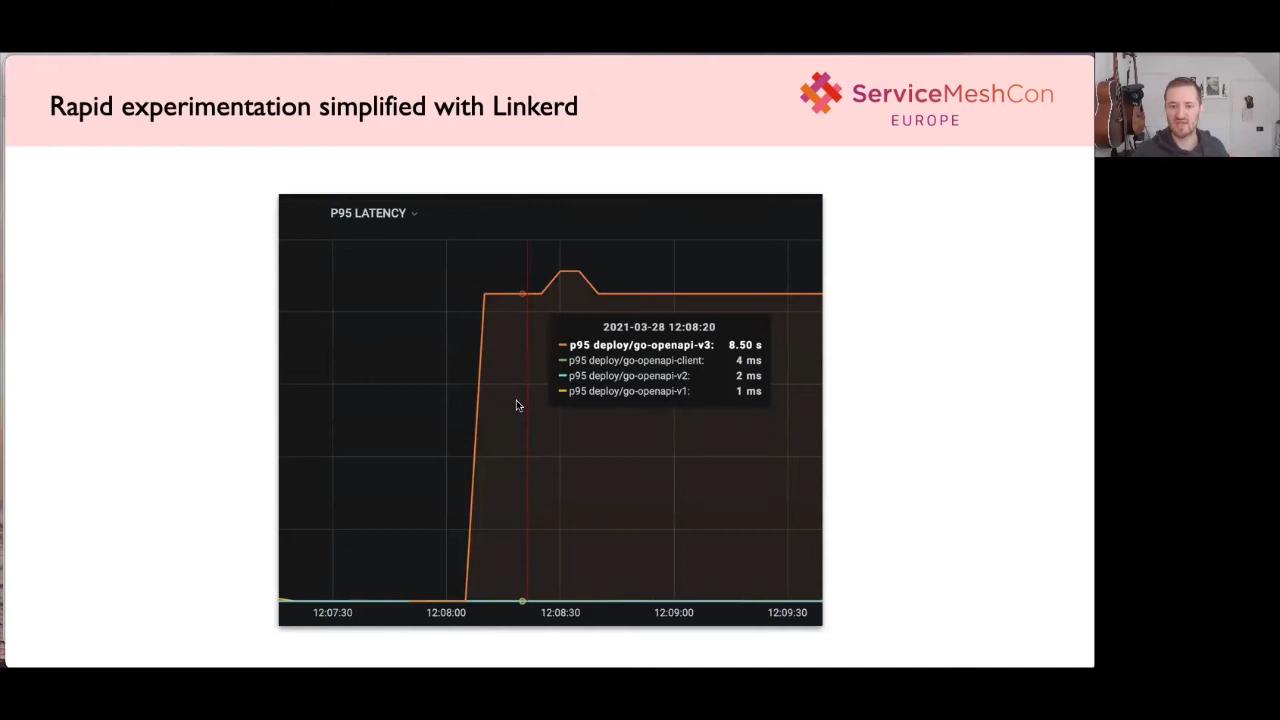 Rapid experimentation simplified with Linkerd
ServiceMeshCon
EUROPE
P95 LATENCY
2021-03-28 12:08:20
p95 deploy/go-openapi-v3: 8.50 s
p95 deploy/go-openapi-client: 4 ms
p95 deploy/go-openapi-v2: 2 ms
p95 deploy/go-openapi-v1: 1 ms
12:07:30 12:08:00 12:08:30 12:09:00 12:09:30